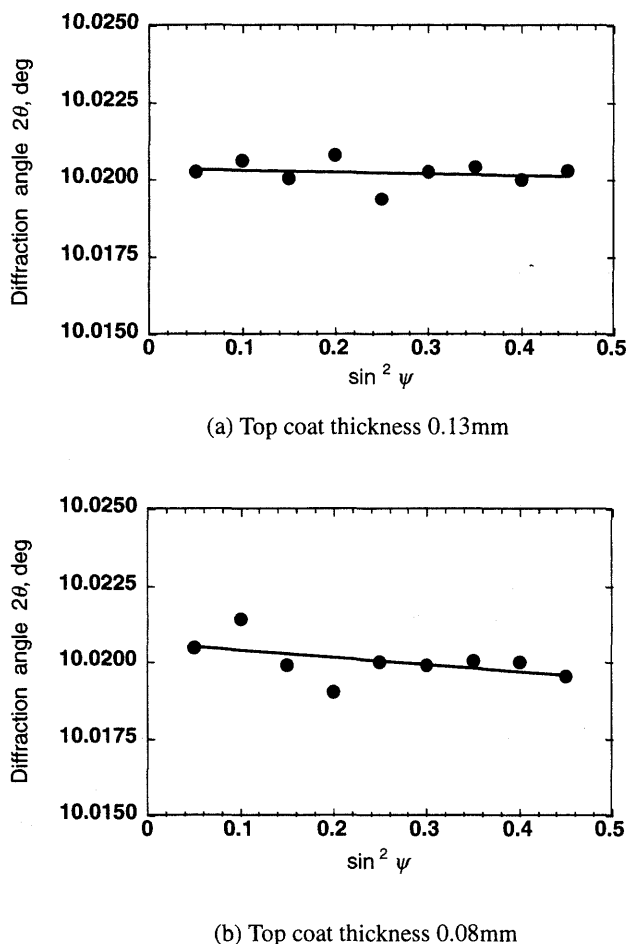 10.0250
10.0225
10.0200
10.0175
10.0150
Diffraction angle 2θ, deg
0 0.1 0.2 0.3 0.4 0.5
sin² ψ
(a) Top coat thickness 0.13mm
10.0250
10.0225
10.0200
10.0175
10.0150
Diffraction angle 2θ, deg
0 0.1 0.2 0.3 0.4 0.5
sin² ψ
(b) Top coat thickness 0.08mm